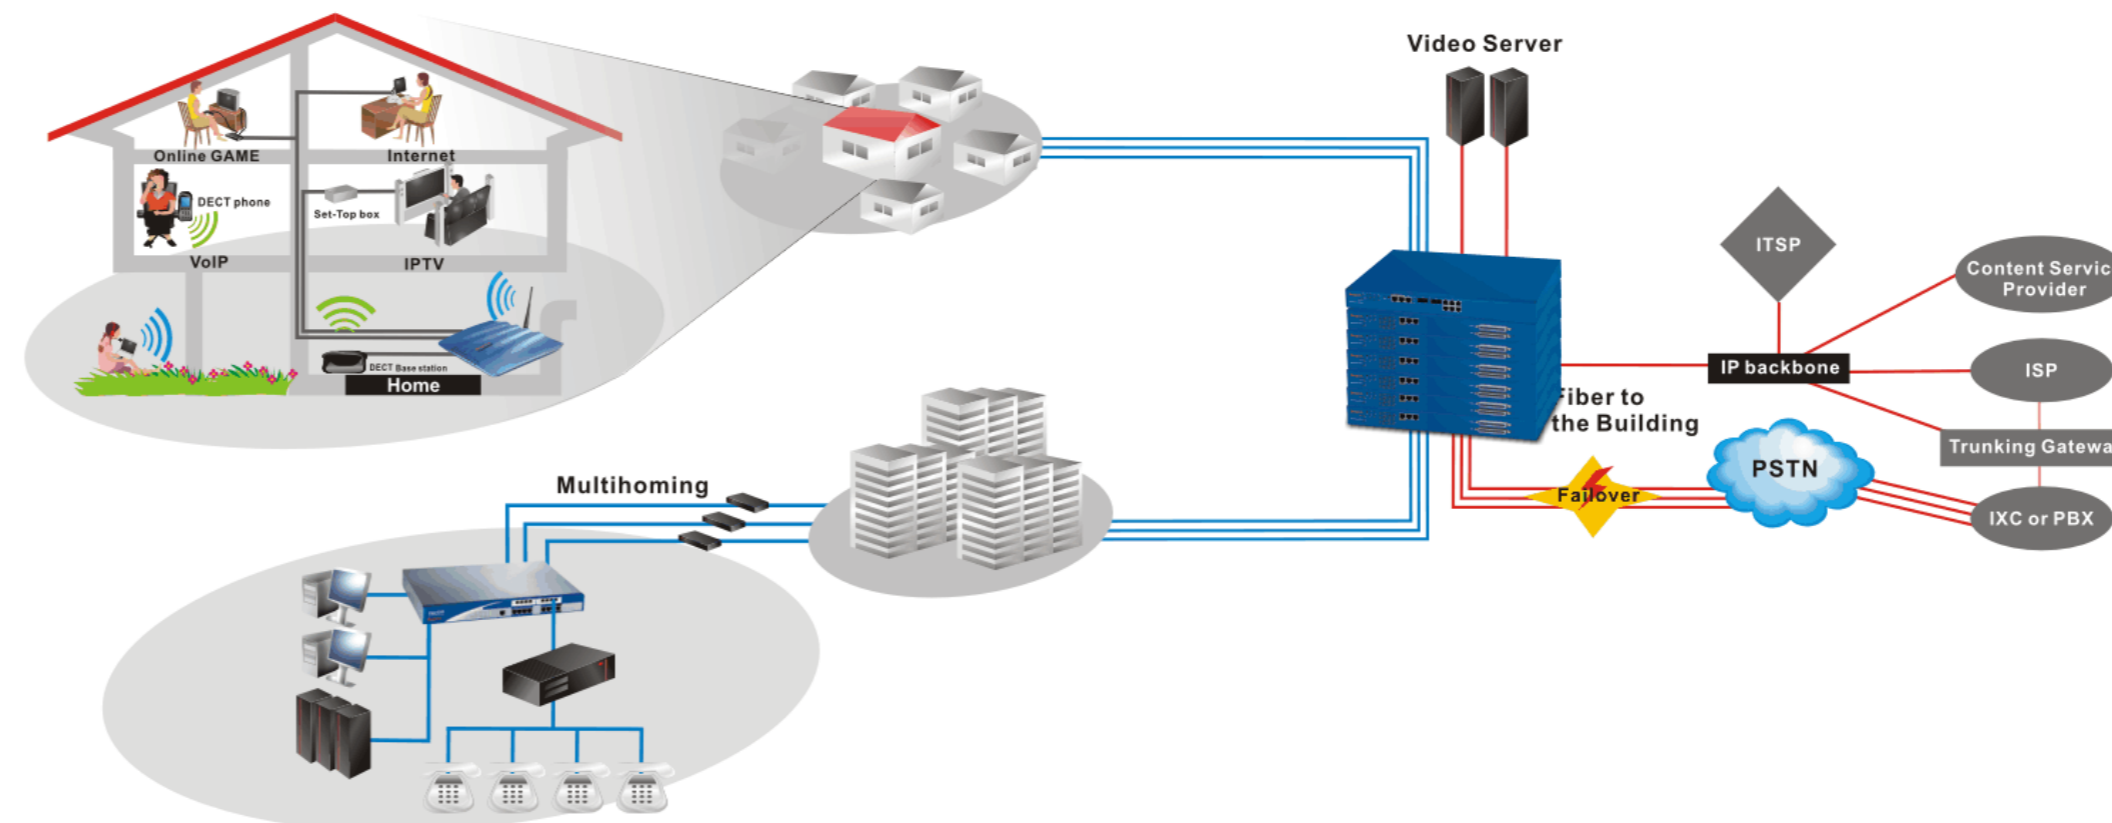 Video Server
Online GAME
Internet
DECT phone
Set-Top box
VoIP
IPTV
DECT Base station
Home
ITSP
Content Servic
Provider
IP backbone
ISP
Fiber to
the Building
Trunking Gatewa
PSTN
Failover
IXC or PBX
Multihoming